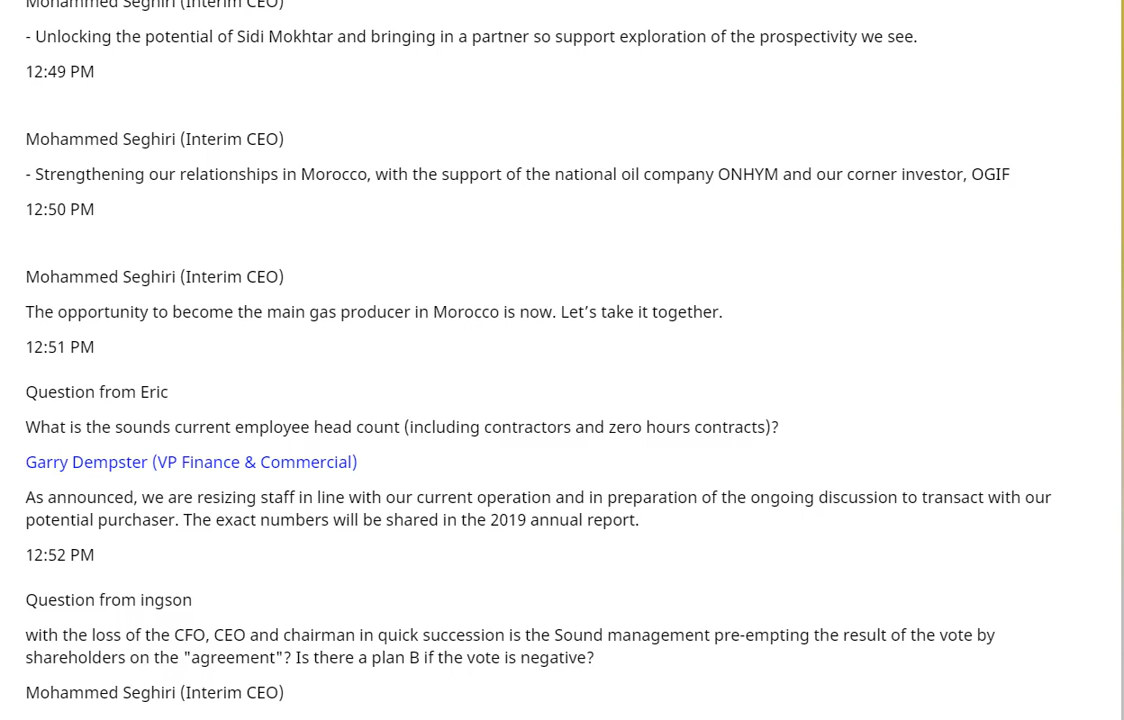 Mohammed Seghiri (Interim CEO)
- Unlocking the potential of Sidi Mokhtar and bringing in a partner so support exploration of the prospectivity we see.
12:49 PM
Mohammed Seghiri (Interim CEO)
- Strengthening our relationships in Morocco, with the support of the national oil company ONHYM and our corner investor, OGIF
12:50 PM
Mohammed Seghiri (Interim CEO)
The opportunity to become the main gas producer in Morocco is now. Let’s take it together.
12:51 PM
Question from Eric
What is the sounds current employee head count (including contractors and zero hours contracts)?
Garry Dempster (VP Finance & Commercial)
As announced, we are resizing staff in line with our current operation and in preparation of the ongoing discussion to transact with our
potential purchaser. The exact numbers will be shared in the 2019 annual report.
12:52 PM
Question from ingson
with the loss of the CFO, CEO and chairman in quick succession is the Sound management pre-empting the result of the vote by
shareholders on the "agreement"? Is there a plan B if the vote is negative?
Mohammed Seghiri (Interim CEO)